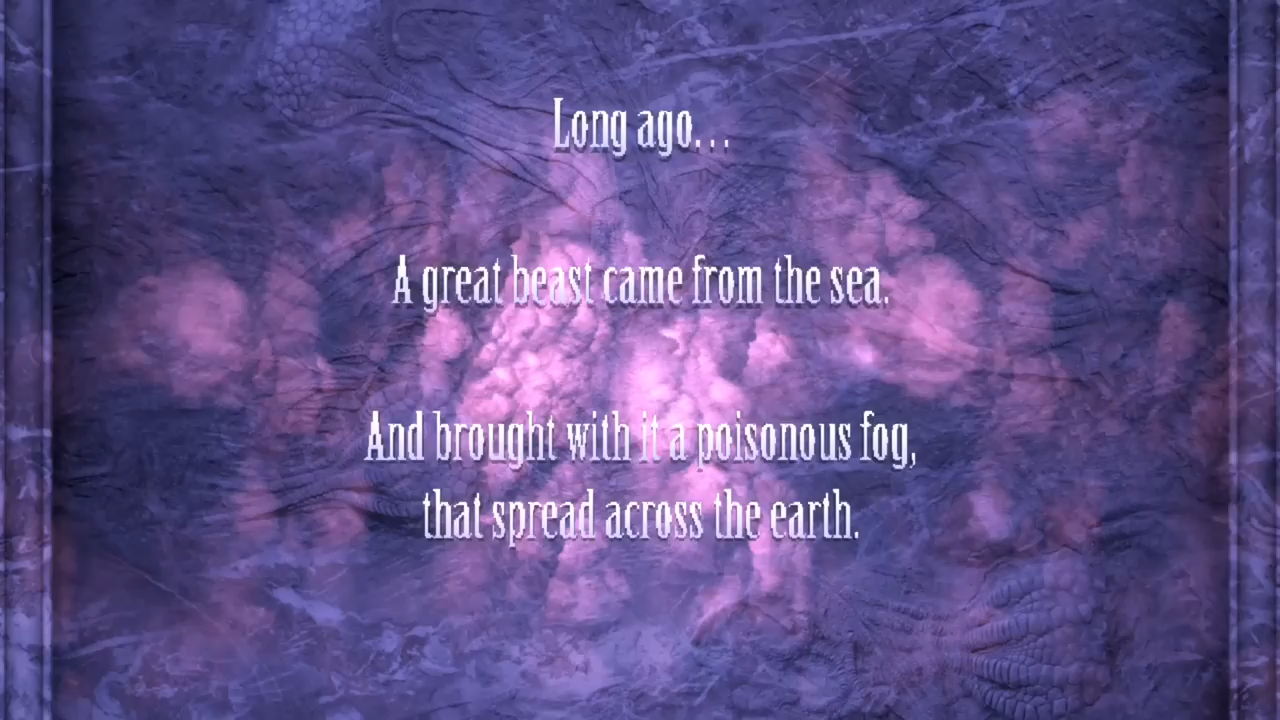 Long ago...
A great beast came from the sea.
And brought with it a poisonous fog,
that spread across the earth.